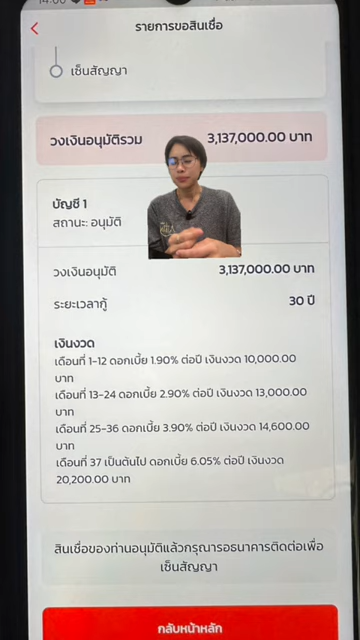 รายการขอสินเชื่อ
เซ็นสัญญา
วงเงินอนุมัติรวม 3,137,000.00 บาท
บัญชี 1
สถานะ: อนุมัติ
วงเงินอนุมัติ 3,137,000.00 บาท
ระยะเวลากู้ 30 ปี
เงินงวด
เดือนที่ 1-12 ดอกเบี้ย 1.90% ต่อปี เงินงวด 10,000.00
บาท
เดือนที่ 13-24 ดอกเบี้ย 2.90% ต่อปี เงินงวด 13,000.00
บาท
เดือนที่ 25-36 ดอกเบี้ย 3.90% ต่อปี เงินงวด 14,600.00
บาท
เดือนที่ 37 เป็นต้นไป ดอกเบี้ย 6.05% ต่อปี เงินงวด
20,200.00 บาท
สินเชื่อของท่านอนุมัติแล้วกรุณารอธนาคารติดต่อเพื่อ
เซ็นสัญญา
กลับหน้าหลัก